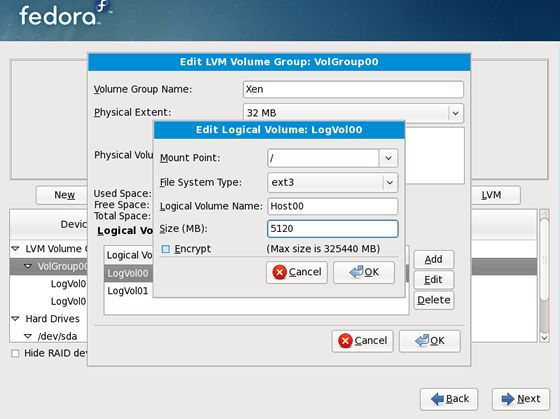 fedora
Edit LVM Volume Group: VolGroup00
Volume Group Name: Xen
Physical Extent: 32 MB
Edit Logical Volume: LogVol00
Physical Volu
Mount Point: /
File System Type: ext3
New
LVM
Used Space:
Logical Volume Name: Host00
Free Space:
Total Space:
Size (MB): 5120
Devic
Logical Vo
Encrypt (Max size is 325440 MB)
LVM Volume G
Logical Vo
Add
VolGroup00
LogVol00
Cancel OK
Edit
LogVol0
LogVol01
LogVol0
Delete
Hard Drives
/dev/sda
Cancel OK
Hide RAID dev
Back Next